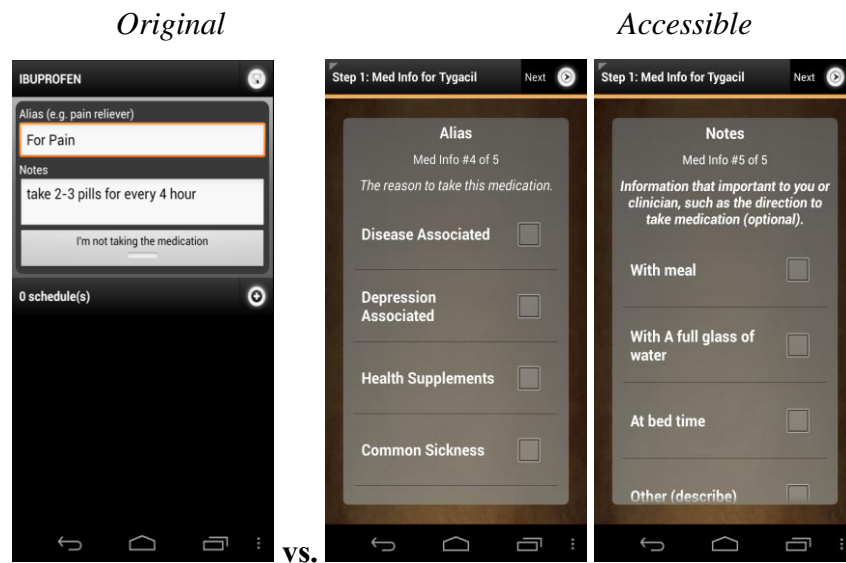 Original
Accessible
IBUPROFEN
Alias (e.g. pain reliever)
For Pain
Notes
take 2-3 pills for every 4 hour
I'm not taking the medication
0 schedule(s)
vs.
Step 1: Med Info for Tygacil Next
Alias
Med Info #4 of 5
The reason to take this medication.
Disease Associated
Depression
Associated
Health Supplements
Common Sickness
Step 1: Med Info for Tygacil Next
Notes
Med Info #5 of 5
Information that important to you or
clinician, such as the direction to
take medication (optional).
With meal
With A full glass of
water
At bed time
Other (describe)